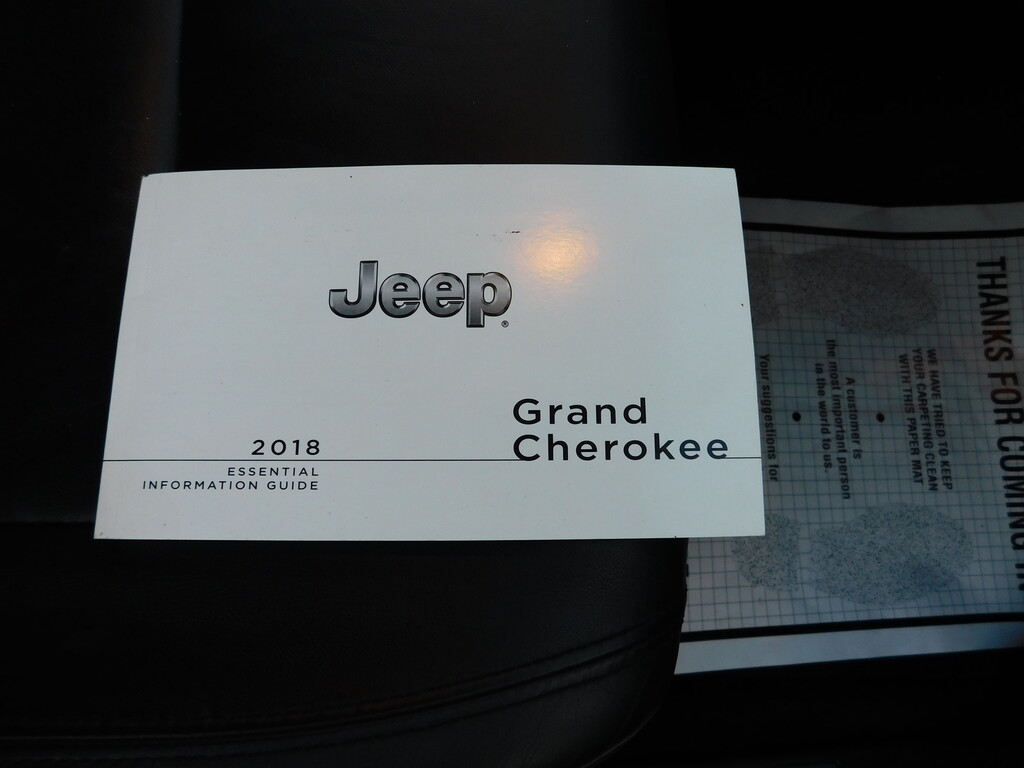 Jeep®
Grand
Cherokee
2018
ESSENTIAL
INFORMATION GUIDE
THANKS FOR COMING IN
WE HAVE TRIED TO KEEP
YOUR CARPETING CLEAN
WITH THIS PAPER MAT
A customer is
the most important person
in the world to us.
Your suggestions for